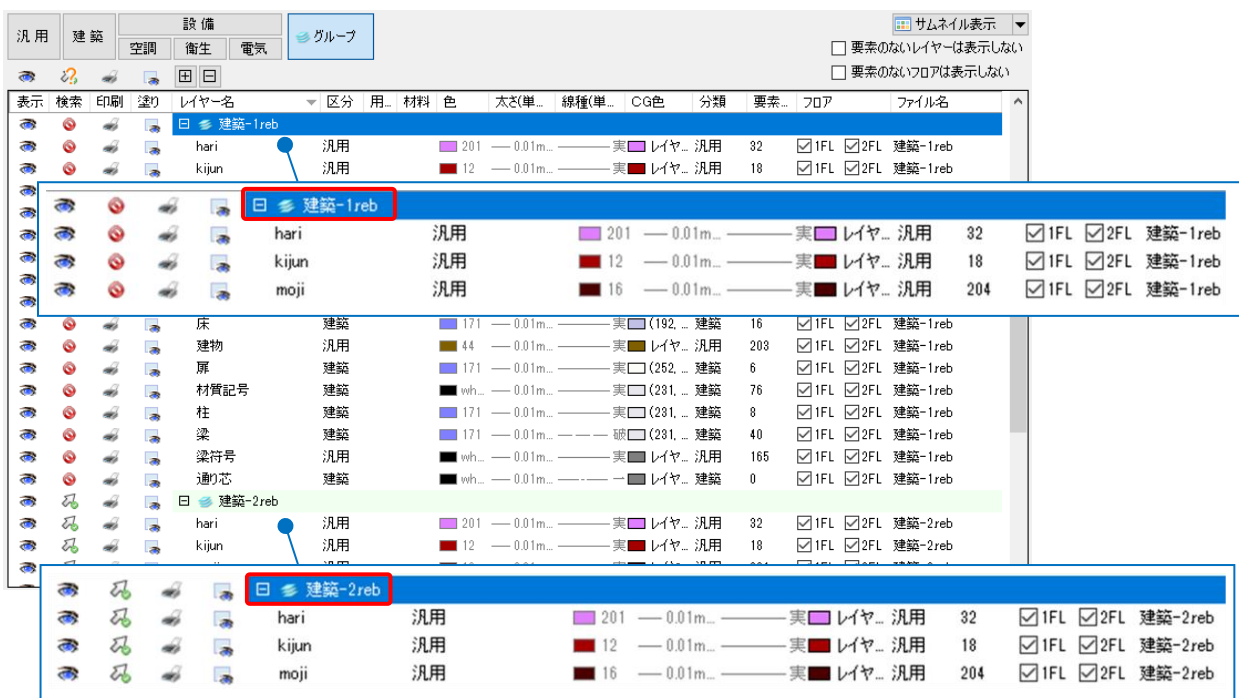 汎用 建築 設備 グループ サムネイル表示
空調 衛生 電気 要素のないレイヤーは表示しない
要素のないフロアは表示しない
表示 検索 印刷 塗り レイヤー名 区分 用... 材料 色 太さ(単... 線種(単... CG色 分類 要素... フロア ファイル名
建築-1reb
hari 汎用 201 0.01m... 実 レイヤ... 汎用 32 1FL 2FL 建築-1reb
kijun 汎用 12 0.01m... 実 レイヤ... 汎用 18 1FL 2FL 建築-1reb
建築-1reb
hari 汎用 201 0.01m... 実 レイヤ... 汎用 32 1FL 2FL 建築-1reb
kijun 汎用 12 0.01m... 実 レイヤ... 汎用 18 1FL 2FL 建築-1reb
moji 汎用 16 0.01m... 実 レイヤ... 汎用 204 1FL 2FL 建築-1reb
床 建築 171 0.01m... 実 (192, ... 建築 16 1FL 2FL 建築-1reb
建物 汎用 44 0.01m... 実 レイヤ... 汎用 203 1FL 2FL 建築-1reb
扉 建築 171 0.01m... 実 (252, ... 建築 6 1FL 2FL 建築-1reb
材質記号 建築 wh... 0.01m... 実 (231, ... 建築 76 1FL 2FL 建築-1reb
柱 建築 171 0.01m... 実 (231, ... 建築 8 1FL 2FL 建築-1reb
梁 建築 171 0.01m... 破 (231, ... 建築 40 1FL 2FL 建築-1reb
梁符号 汎用 wh... 0.01m... 実 レイヤ... 汎用 165 1FL 2FL 建築-1reb
通り芯 建築 wh... 0.01m... 一 レイヤ... 建築 0 1FL 2FL 建築-1reb
建築-2reb
hari 汎用 201 0.01m... 実 レイヤ... 汎用 32 1FL 2FL 建築-2reb
kijun 汎用 12 0.01m... 実 レイヤ... 汎用 18 1FL 2FL 建築-2reb
建築-2reb
hari 汎用 201 0.01m... 実 レイヤ... 汎用 32 1FL 2FL 建築-2reb
kijun 汎用 12 0.01m... 実 レイヤ... 汎用 18 1FL 2FL 建築-2reb
moji 汎用 16 0.01m... 実 レイヤ... 汎用 204 1FL 2FL 建築-2reb